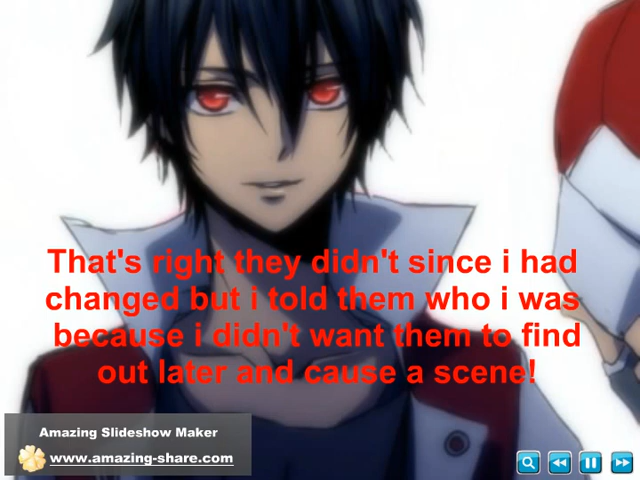 That's right they didn't since i had
changed but i told them who i was
because i didn't want them to find
out later and cause a scene!
Amazing Slideshow Maker
www.amazing-share.com